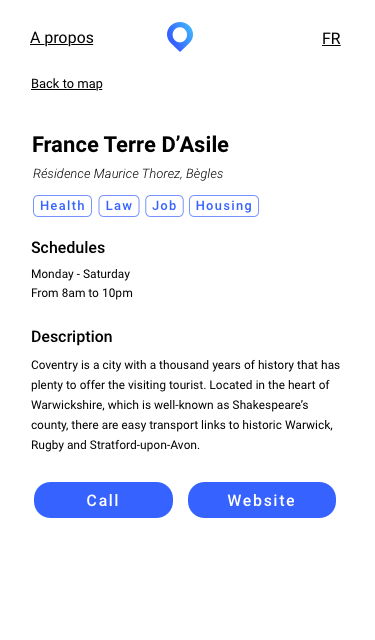 A propos
FR
Back to map
France Terre D’Asile
Résidence Maurice Thorez, Bègles
Health Law Job Housing
Schedules
Monday - Saturday
From 8am to 10pm
Description
Coventry is a city with a thousand years of history that has
plenty to offer the visiting tourist. Located in the heart of
Warwickshire, which is well-known as Shakespeare’s
county, there are easy transport links to historic Warwick,
Rugby and Stratford-upon-Avon.
Call Website